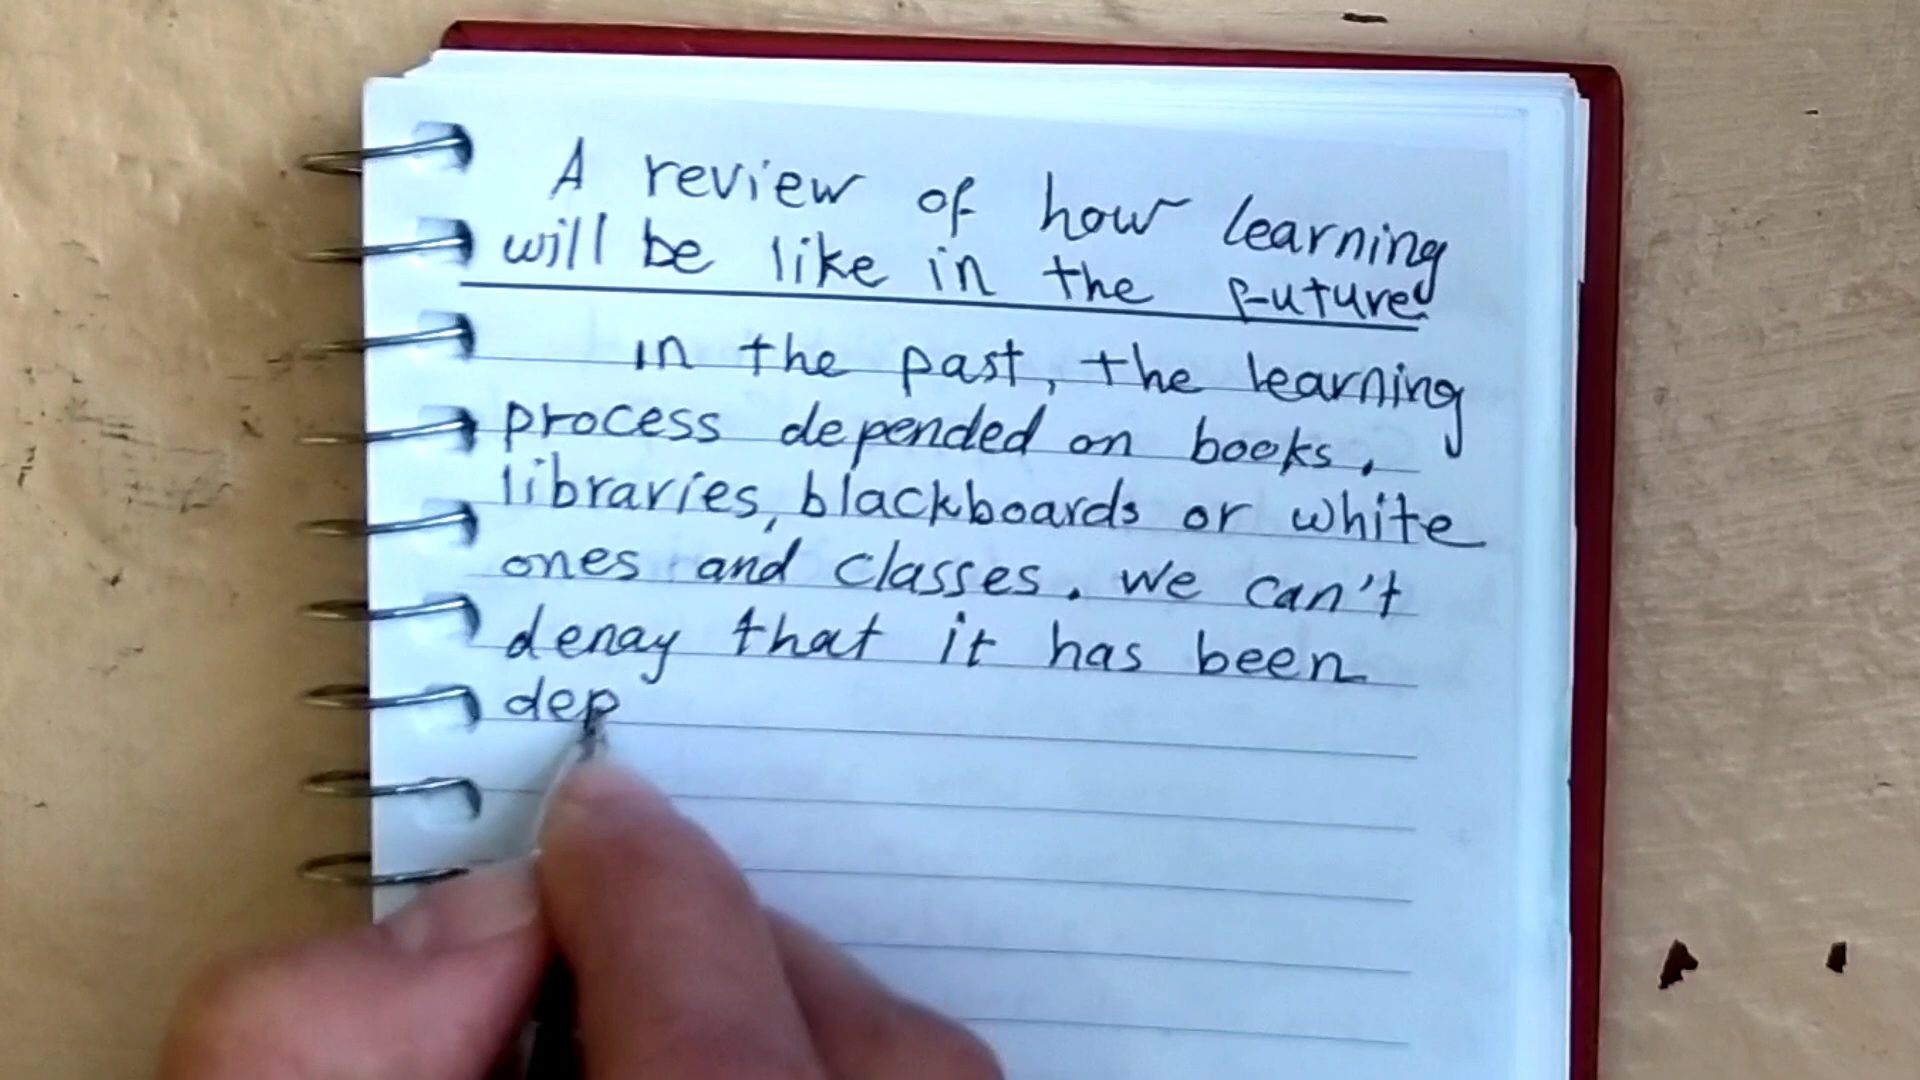 A review of how learning
will be like in the future
in the past, the learning
process depended on books,
libraries, blackboards or white
ones and classes. we can't
denay that it has been
dep